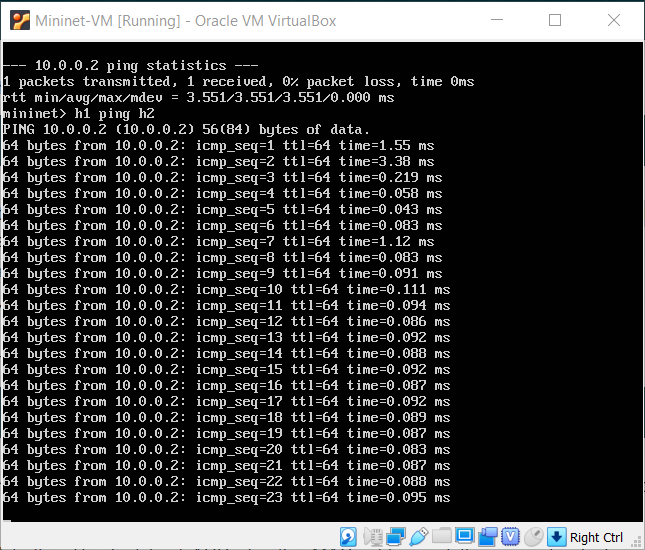 Mininet-VM [Running] - Oracle VM VirtualBox
--- 10.0.0.2 ping statistics ---
1 packets transmitted, 1 received, 0% packet loss, time 0ms
rtt min/avg/max/mdev = 3.551/3.551/3.551/0.000 ms
mininet> h1 ping h2
PING 10.0.0.2 (10.0.0.2) 56(84) bytes of data.
64 bytes from 10.0.0.2: icmp_seq=1 ttl=64 time=1.55 ms
64 bytes from 10.0.0.2: icmp_seq=2 ttl=64 time=3.38 ms
64 bytes from 10.0.0.2: icmp_seq=3 ttl=64 time=0.219 ms
64 bytes from 10.0.0.2: icmp_seq=4 ttl=64 time=0.058 ms
64 bytes from 10.0.0.2: icmp_seq=5 ttl=64 time=0.043 ms
64 bytes from 10.0.0.2: icmp_seq=6 ttl=64 time=0.083 ms
64 bytes from 10.0.0.2: icmp_seq=7 ttl=64 time=1.12 ms
64 bytes from 10.0.0.2: icmp_seq=8 ttl=64 time=0.083 ms
64 bytes from 10.0.0.2: icmp_seq=9 ttl=64 time=0.091 ms
64 bytes from 10.0.0.2: icmp_seq=10 ttl=64 time=0.111 ms
64 bytes from 10.0.0.2: icmp_seq=11 ttl=64 time=0.094 ms
64 bytes from 10.0.0.2: icmp_seq=12 ttl=64 time=0.086 ms
64 bytes from 10.0.0.2: icmp_seq=13 ttl=64 time=0.092 ms
64 bytes from 10.0.0.2: icmp_seq=14 ttl=64 time=0.088 ms
64 bytes from 10.0.0.2: icmp_seq=15 ttl=64 time=0.092 ms
64 bytes from 10.0.0.2: icmp_seq=16 ttl=64 time=0.087 ms
64 bytes from 10.0.0.2: icmp_seq=17 ttl=64 time=0.092 ms
64 bytes from 10.0.0.2: icmp_seq=18 ttl=64 time=0.089 ms
64 bytes from 10.0.0.2: icmp_seq=19 ttl=64 time=0.087 ms
64 bytes from 10.0.0.2: icmp_seq=20 ttl=64 time=0.083 ms
64 bytes from 10.0.0.2: icmp_seq=21 ttl=64 time=0.087 ms
64 bytes from 10.0.0.2: icmp_seq=22 ttl=64 time=0.088 ms
64 bytes from 10.0.0.2: icmp_seq=23 ttl=64 time=0.095 ms
Right Ctrl